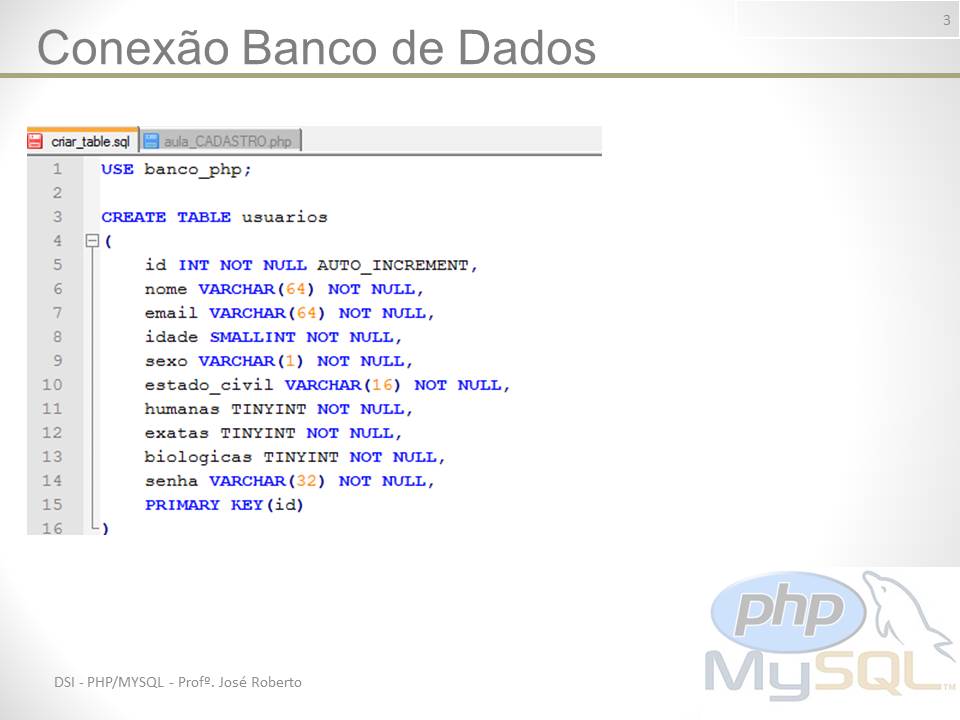 3
Conexão Banco de Dados
criar_table.sql aula_CADASTRO.php
1 USE banco_php;
2
3 CREATE TABLE usuarios
4 (
5 id INT NOT NULL AUTO_INCREMENT,
6 nome VARCHAR(64) NOT NULL,
7 email VARCHAR(64) NOT NULL,
8 idade SMALLINT NOT NULL,
9 sexo VARCHAR(1) NOT NULL,
10 estado_civil VARCHAR(16) NOT NULL,
11 humanas TINYINT NOT NULL,
12 exatas TINYINT NOT NULL,
13 biologicas TINYINT NOT NULL,
14 senha VARCHAR(32) NOT NULL,
15 PRIMARY KEY(id)
16 )
php
MySQL™
DSI - PHP/MYSQL - Profº. José Roberto